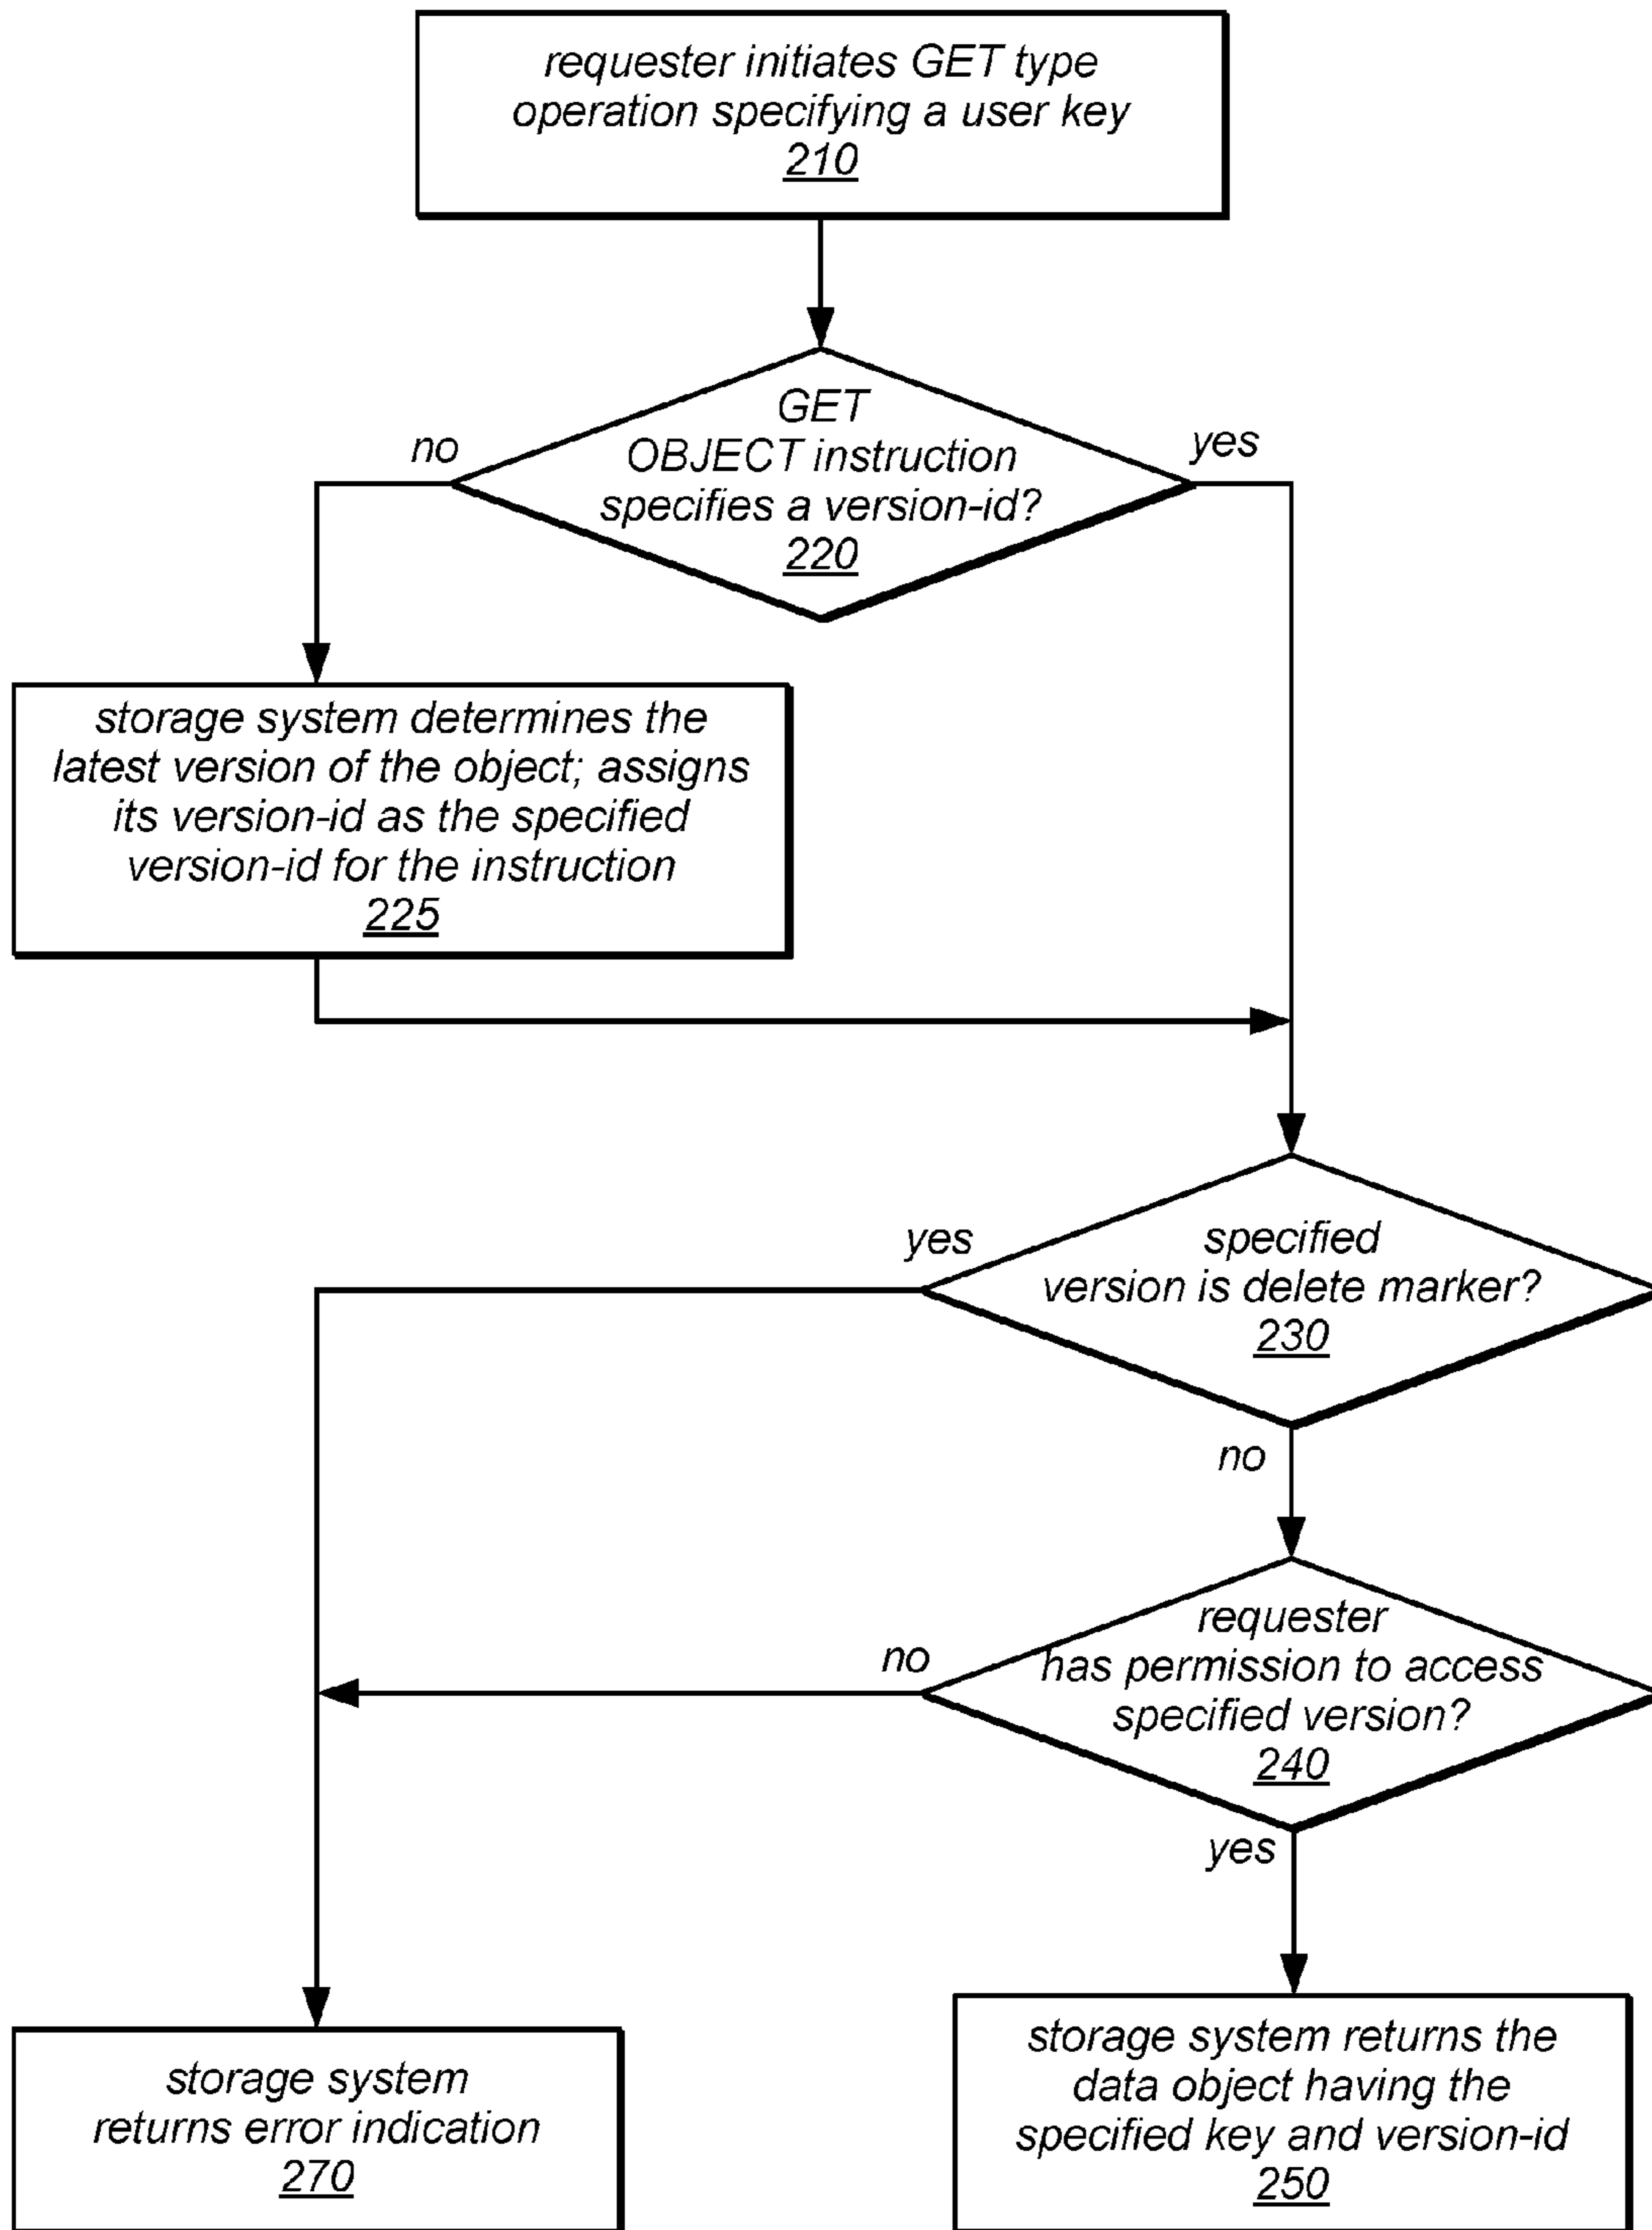 requester initiates GET type
operation specifying a user key
210
GET
OBJECT instruction
specifies a version-id?
220
no
yes
storage system determines the
latest version of the object; assigns
its version-id as the specified
version-id for the instruction
225
yes
specified
version is delete marker?
230
no
requester
has permission to access
specified version?
240
no
yes
storage system
returns error indication
270
storage system returns the
data object having the
specified key and version-id
250